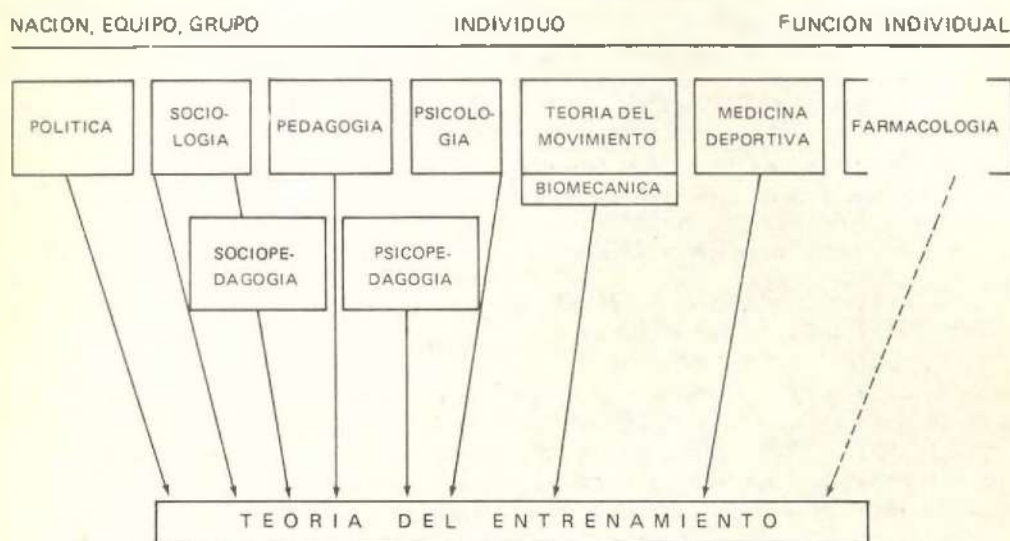 NACION, EQUIPO, GRUPO
INDIVIDUO
FUNCION INDIVIDUAL
POLITICA
SOCIO-
LOGIA
PEDAGOGIA
PSICOLO-
GIA
TEORIA DEL
MOVIMIENTO
BIOMECANICA
MEDICINA
DEPORTIVA
FARMACOLOGIA
SOCIOPE-
DAGOGIA
PSICOPE-
DAGOGIA
TEORIA DEL ENTRENAMIENTO